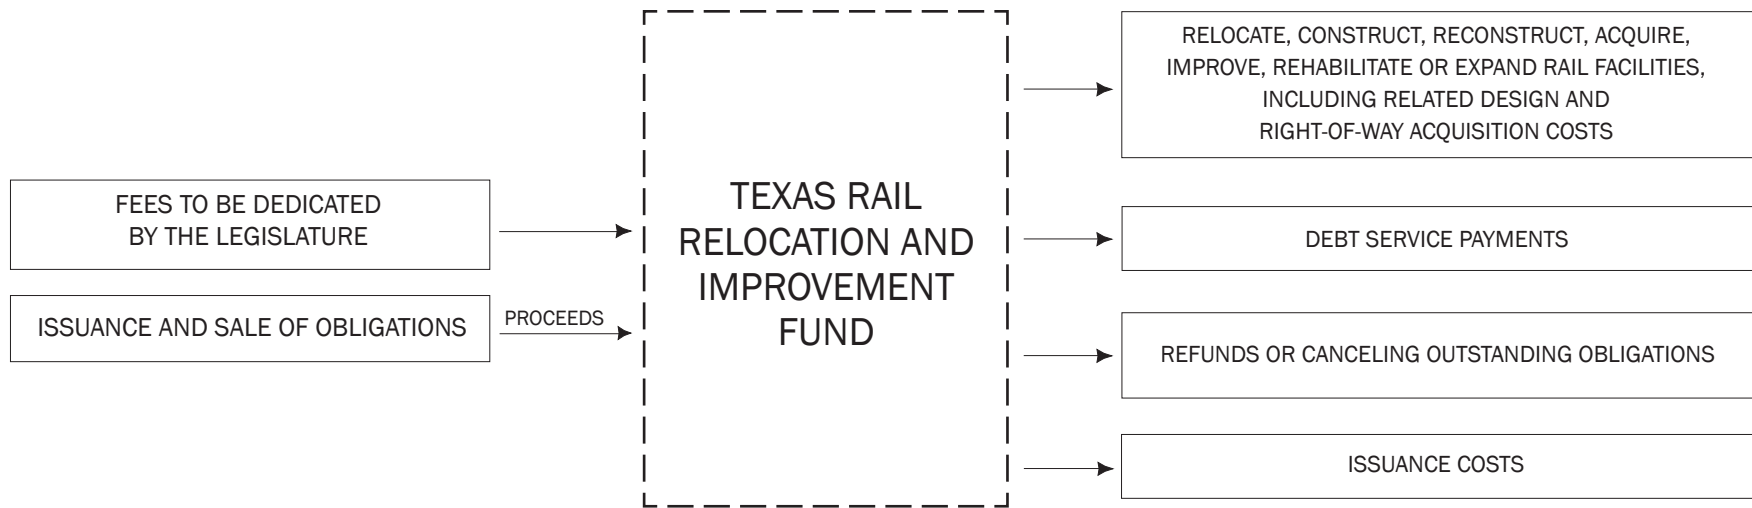 FEES TO BE DEDICATED
BY THE LEGISLATURE
ISSUANCE AND SALE OF OBLIGATIONS
PROCEEDS
TEXAS RAIL
RELOCATION AND
IMPROVEMENT
FUND
RELOCATE, CONSTRUCT, RECONSTRUCT, ACQUIRE,
IMPROVE, REHABILITATE OR EXPAND RAIL FACILITIES,
INCLUDING RELATED DESIGN AND
RIGHT-OF-WAY ACQUISITION COSTS
DEBT SERVICE PAYMENTS
REFUNDS OR CANCELING OUTSTANDING OBLIGATIONS
ISSUANCE COSTS